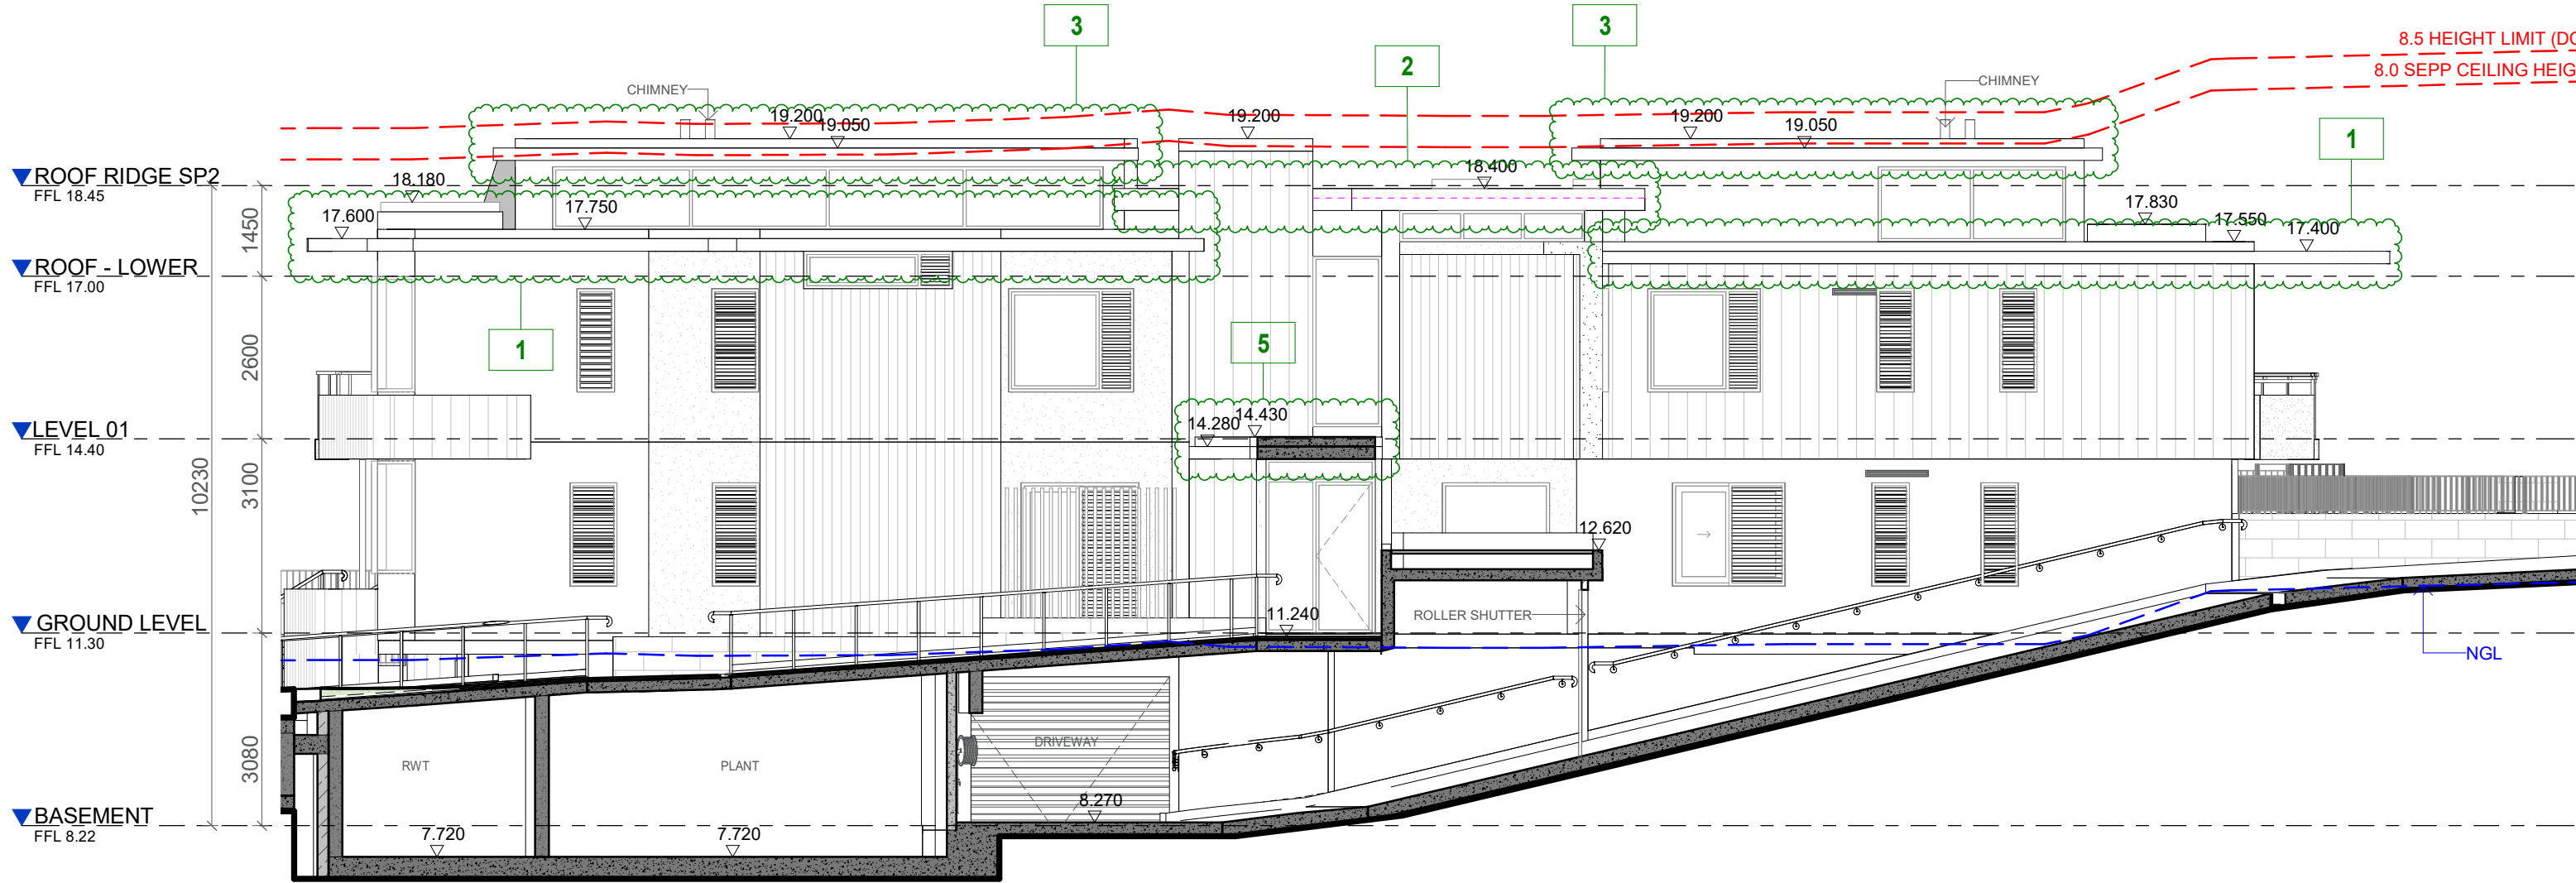 3
3
2
8.5 HEIGHT LIMIT (DC
8.0 SEPP CEILING HEIG
CHIMNEY
CHIMNEY
19.200
19.050
19.200
19.200
19.050
1
ROOF RIDGE SP2
FFL 18.45
18.180
18.400
17.600
17.750
17.830
17.550
17.400
1450
ROOF - LOWER
FFL 17.00
1
5
2600
14.280
14.430
LEVEL 01
FFL 14.40
10230
3100
12.620
ROLLER SHUTTER
11.240
GROUND LEVEL
FFL 11.30
NGL
3080
RWT
PLANT
DRIVEWAY
8.270
BASEMENT
FFL 8.22
7.720
7.720